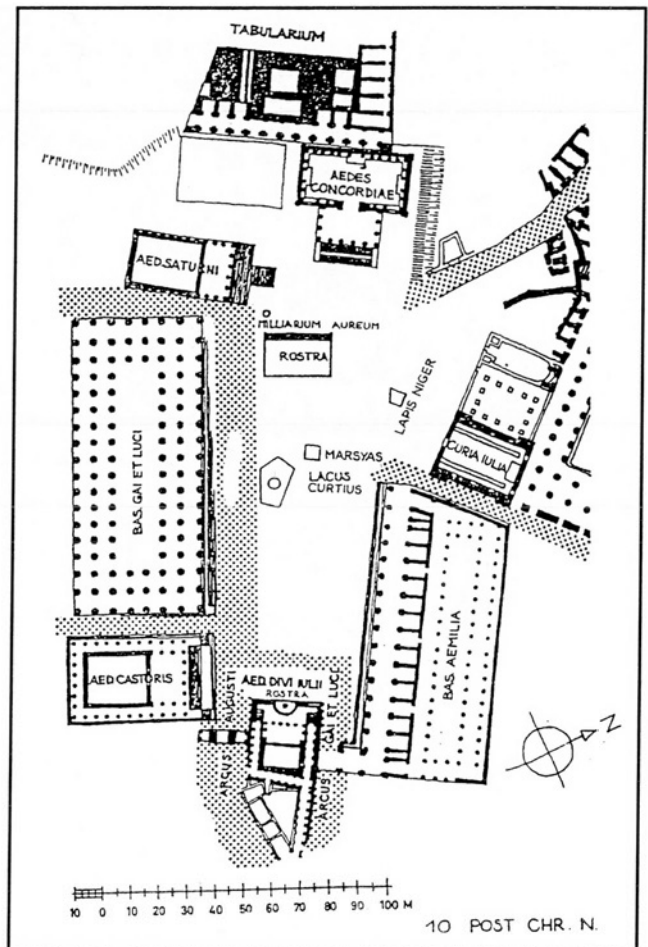 TABULARIUM
AEDES
CONCORDIAE
AED.SATURNI
MILLIARIUM AUREUM
ROSTRA
LAPIS NIGER
CURIA IULIA
MARSYAS
LACUS
CURTIUS
BAS. GAI ET LUCI
BAS. AEMILIA
AED.CASTORIS
AED. DIVI IULII
ROSTRA
ARCUS AUGUSTI
ARCUS GAI ET LUCI
N
10 0 10 20 30 40 50 60 70 80 90 100 M
10 POST CHR. N.